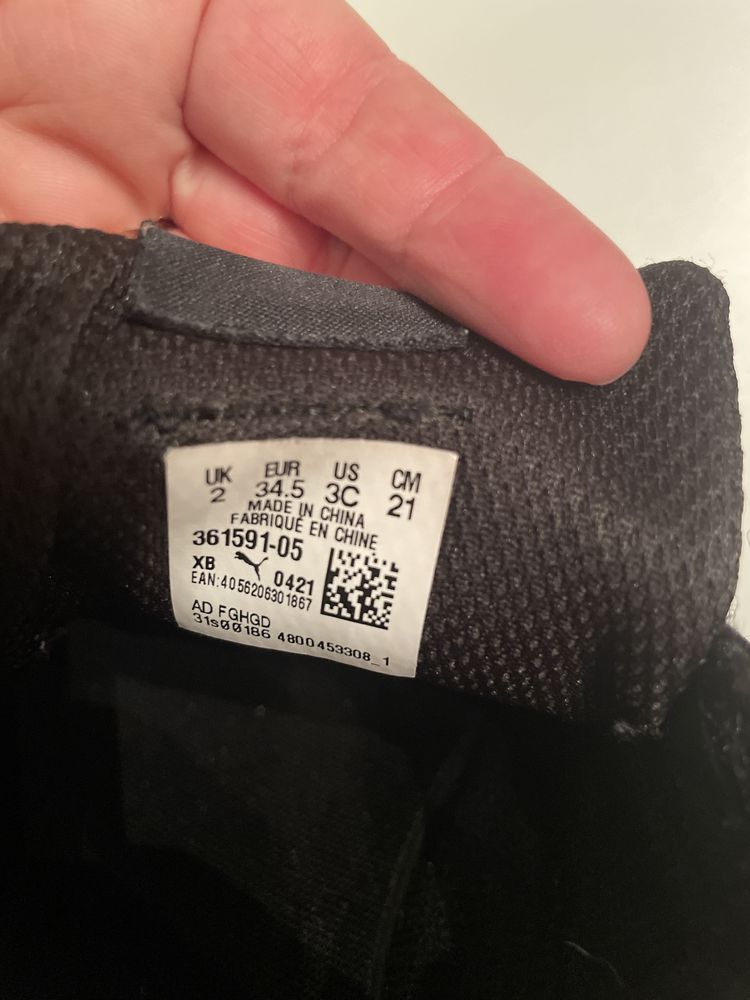 UK EUR US CM
2 34.5 3C 21
MADE IN CHINA
FABRIQUÉ EN CHINE
361591-05
XB 0421
EAN:4056206301867
AD FGHGD
31s00186 4800453308_1